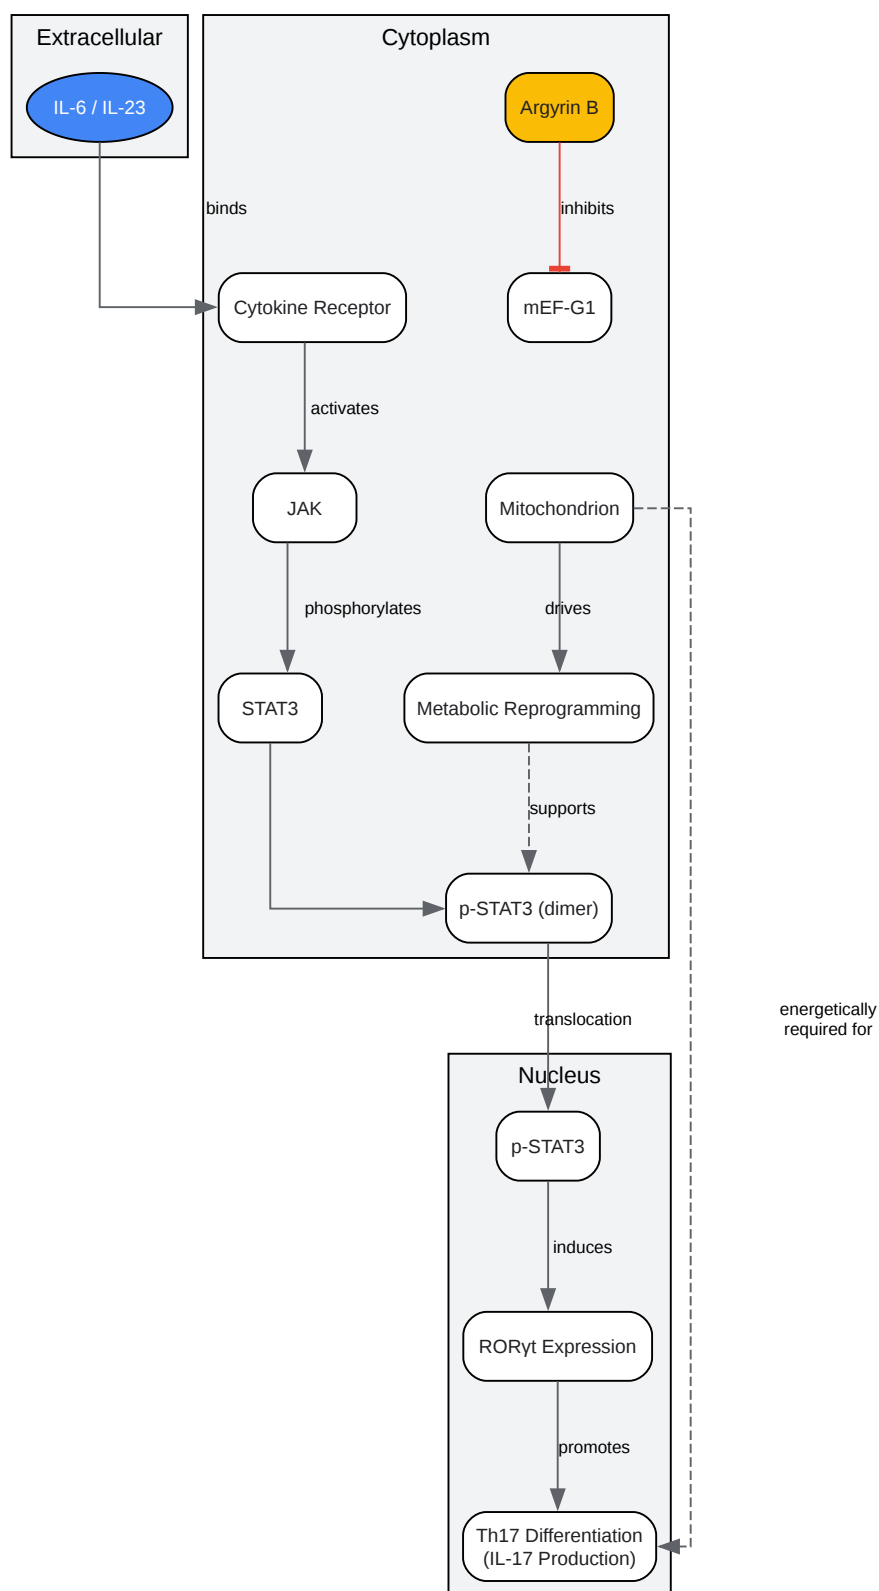 Extracellular
Cytoplasm
IL-6 / IL-23
Argyrin B
binds
inhibits
Cytokine Receptor
mEF-G1
activates
JAK
Mitochondrion
phosphorylates
drives
STAT3
Metabolic Reprogramming
supports
p-STAT3 (dimer)
translocation
energetically
required for
Nucleus
p-STAT3
induces
RORγt Expression
promotes
Th17 Differentiation
(IL-17 Production)